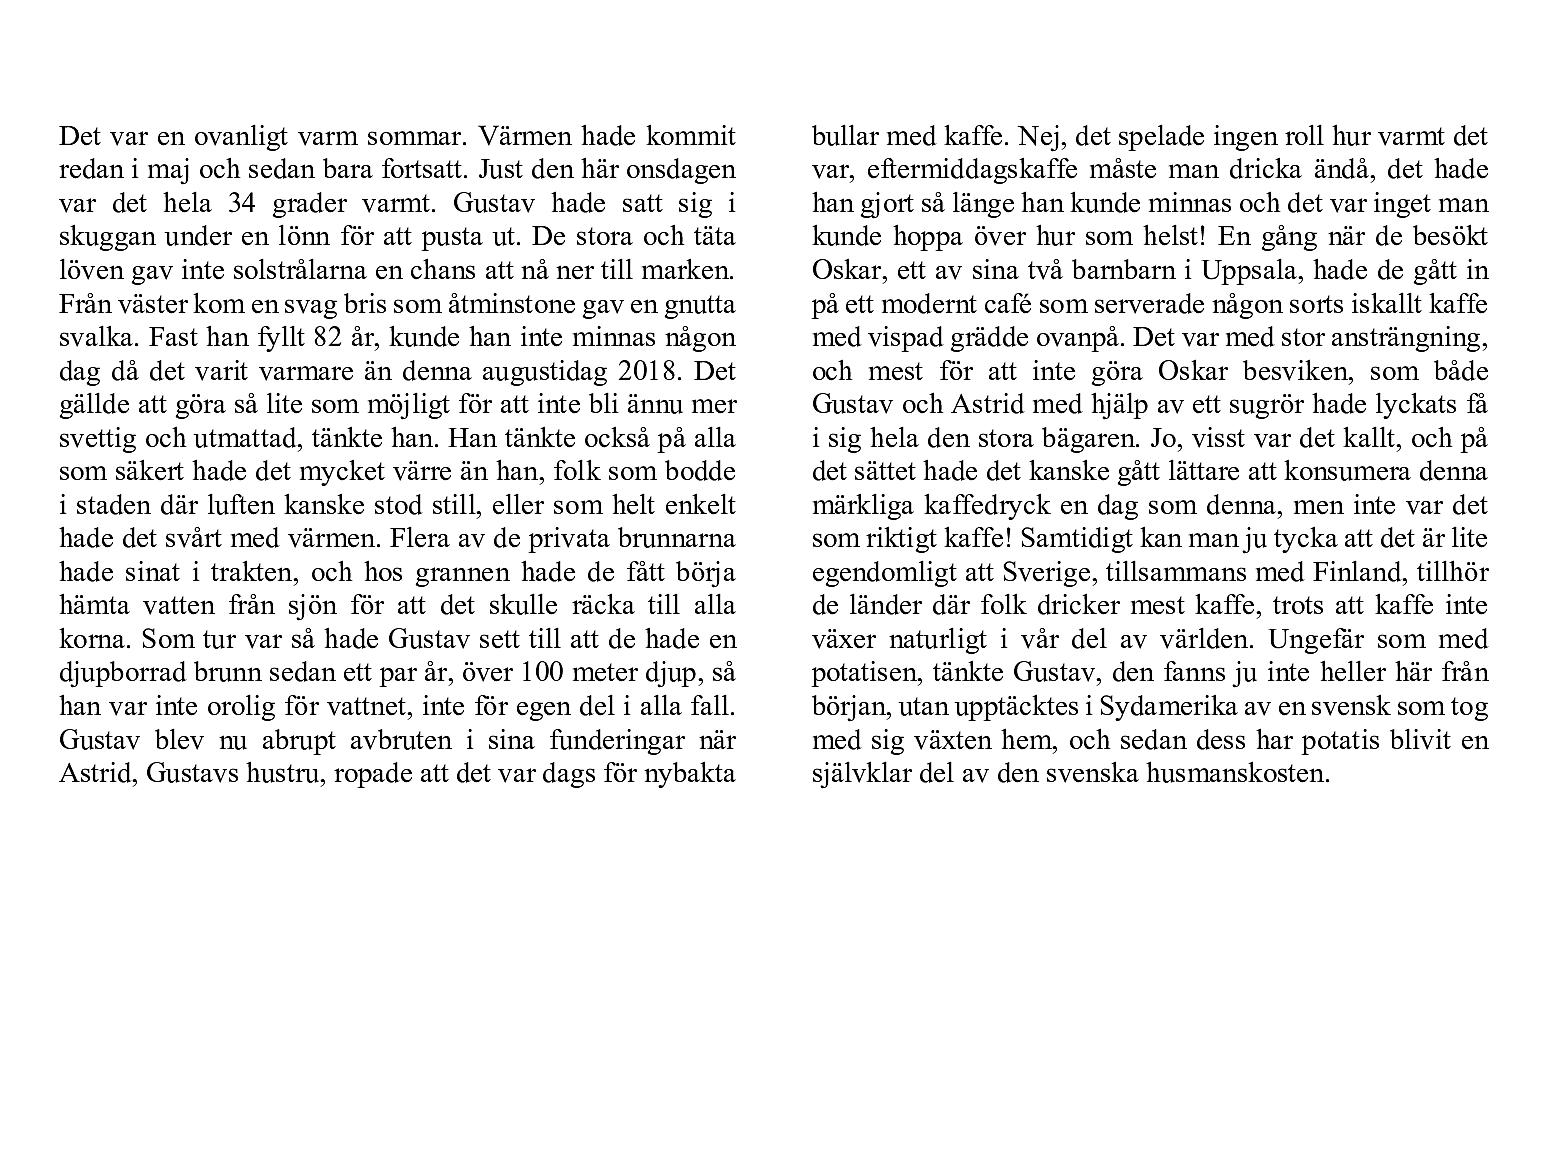 Det var en ovanligt varm sommar. Värmen hade kommit
redan i maj och sedan bara fortsatt. Just den här onsdagen
var det hela 34 grader varmt. Gustav hade satt sig i
skuggan under en lönn för att pusta ut. De stora och täta
löven gav inte solstrålarna en chans att nå ner till marken.
Från väster kom en svag bris som åtminstone gav en gnutta
svalka. Fast han fyllt 82 år, kunde han inte minnas någon
dag då det varit varmare än denna augustidag 2018. Det
gällde att göra så lite som möjligt för att inte bli ännu mer
svettig och utmattad, tänkte han. Han tänkte också på alla
som säkert hade det mycket värre än han, folk som bodde
i staden där luften kanske stod still, eller som helt enkelt
hade det svårt med värmen. Flera av de privata brunnarna
hade sinat i trakten, och hos grannen hade de fått börja
hämta vatten från sjön för att det skulle räcka till alla
korna. Som tur var så hade Gustav sett till att de hade en
djupborrad brunn sedan ett par år, över 100 meter djup, så
han var inte orolig för vattnet, inte för egen del i alla fall.
Gustav blev nu abrupt avbruten i sina funderingar när
Astrid, Gustavs hustru, ropade att det var dags för nybakta
bullar med kaffe. Nej, det spelade ingen roll hur varmt det
var, eftermiddagskaffe måste man dricka ändå, det hade
han gjort så länge han kunde minnas och det var inget man
kunde hoppa över hur som helst! En gång när de besökt
Oskar, ett av sina två barnbarn i Uppsala, hade de gått in
på ett modernt café som serverade någon sorts iskallt kaffe
med vispad grädde ovanpå. Det var med stor ansträngning,
och mest för att inte göra Oskar besviken, som både
Gustav och Astrid med hjälp av ett sugrör hade lyckats få
i sig hela den stora bägaren. Jo, visst var det kallt, och på
det sättet hade det kanske gått lättare att konsumera denna
märkliga kaffedryck en dag som denna, men inte var det
som riktigt kaffe! Samtidigt kan man ju tycka att det är lite
egendomligt att Sverige, tillsammans med Finland, tillhör
de länder där folk dricker mest kaffe, trots att kaffe inte
växer naturligt i vår del av världen. Ungefär som med
potatisen, tänkte Gustav, den fanns ju inte heller här från
början, utan upptäcktes i Sydamerika av en svensk som tog
med sig växten hem, och sedan dess har potatis blivit en
självklar del av den svenska husmanskosten.